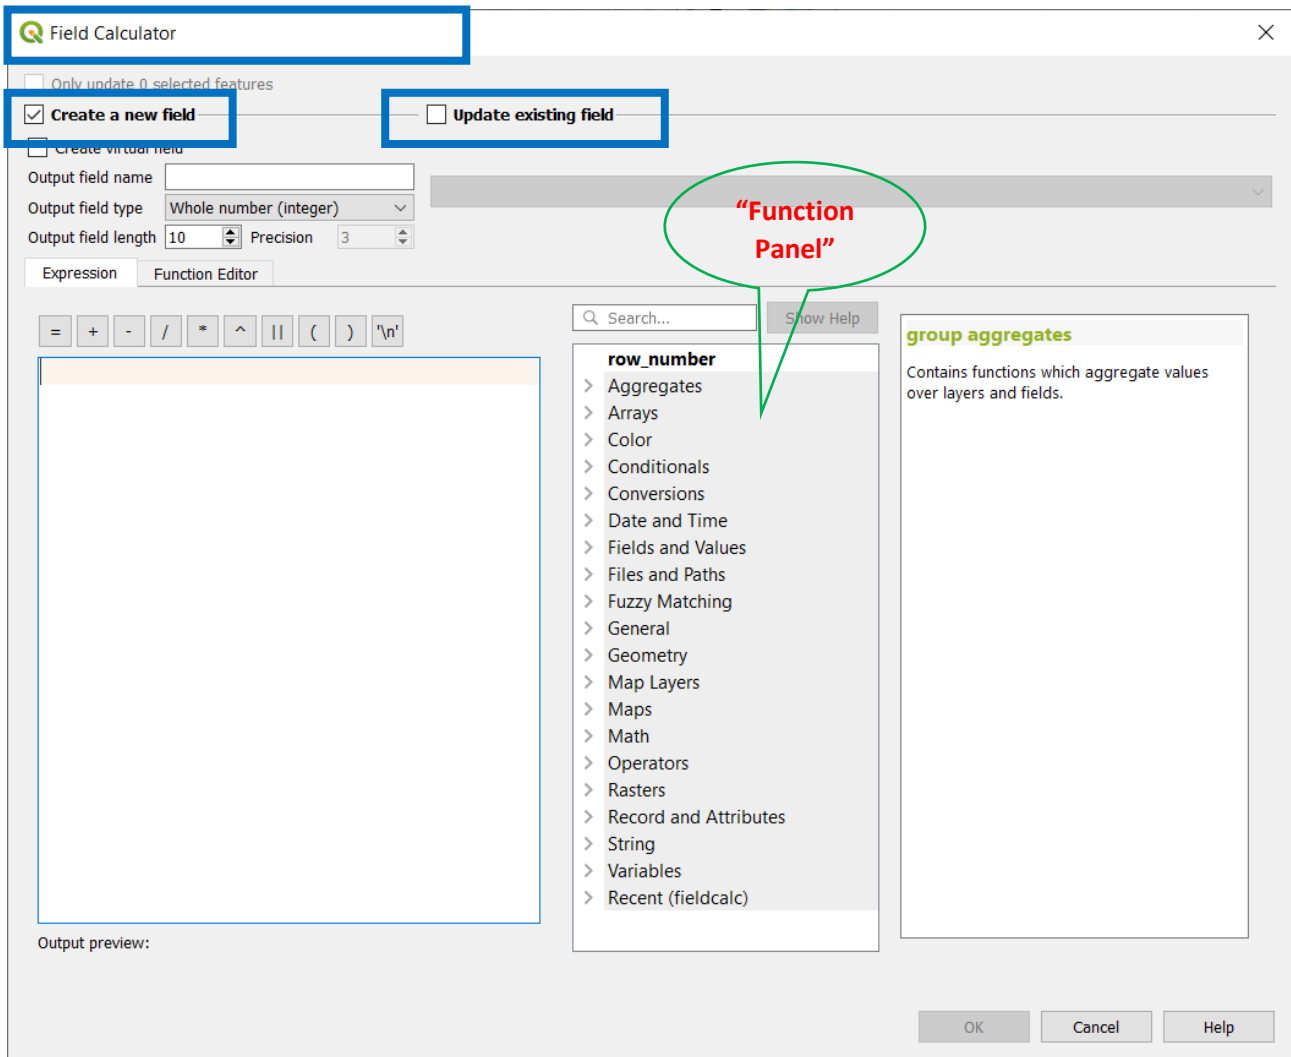 Field Calculator
Only update 0 selected features
Create a new field
Update existing field
Create virtual field
Output field name
Output field type Whole number (integer)
Output field length 10 Precision 3
"Function
Panel"
Expression Function Editor
= + - / * ^ || ( ) '\n'
Search... Show Help
row_number
Aggregates
Arrays
Color
Conditionals
Conversions
Date and Time
Fields and Values
Files and Paths
Fuzzy Matching
General
Geometry
Map Layers
Maps
Math
Operators
Rasters
Record and Attributes
String
Variables
Recent (fieldcalc)
group aggregates
Contains functions which aggregate values
over layers and fields.
Output preview:
OK Cancel Help